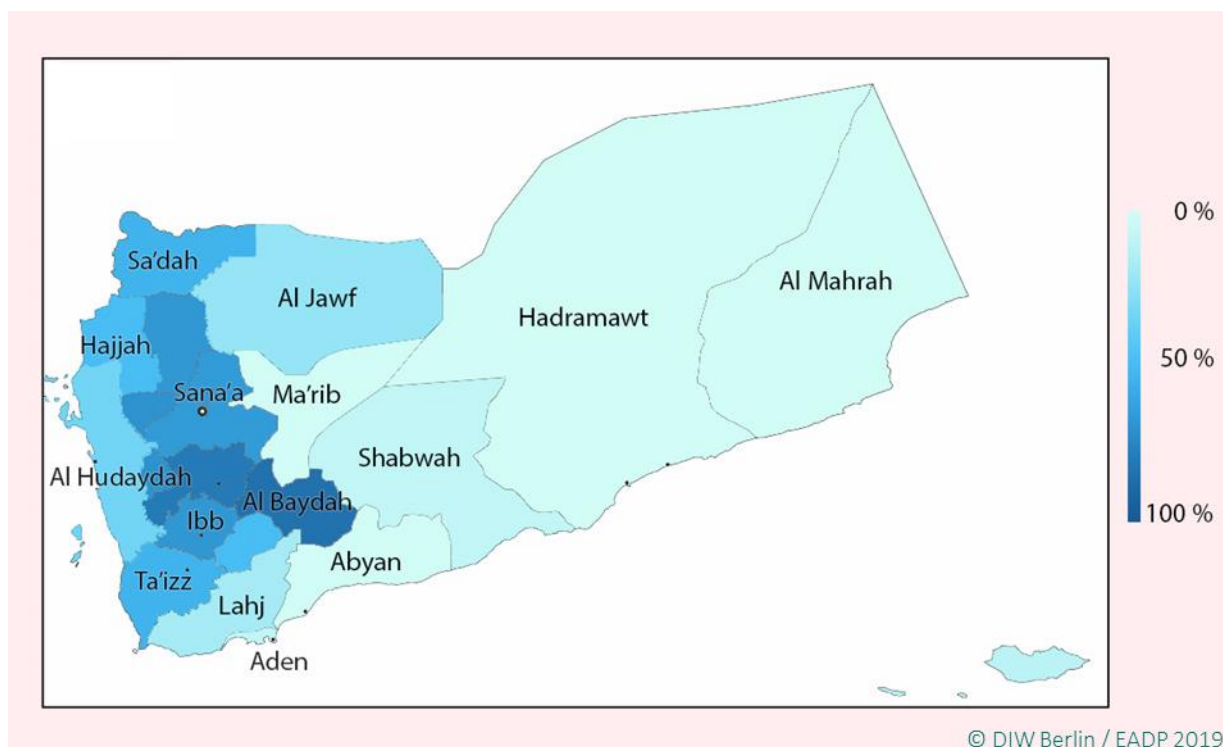 Sa'dah
Al Jawf
Hajjah
Sana'a
Ma'rib
Hadramawt
Al Mahrah
Shabwah
Al Hudaydah
Al Baydah
Ibb
Abyan
Ta'izz
Lahj
Aden
0 %
50 %
100 %
© DIW Berlin / EADP 2019